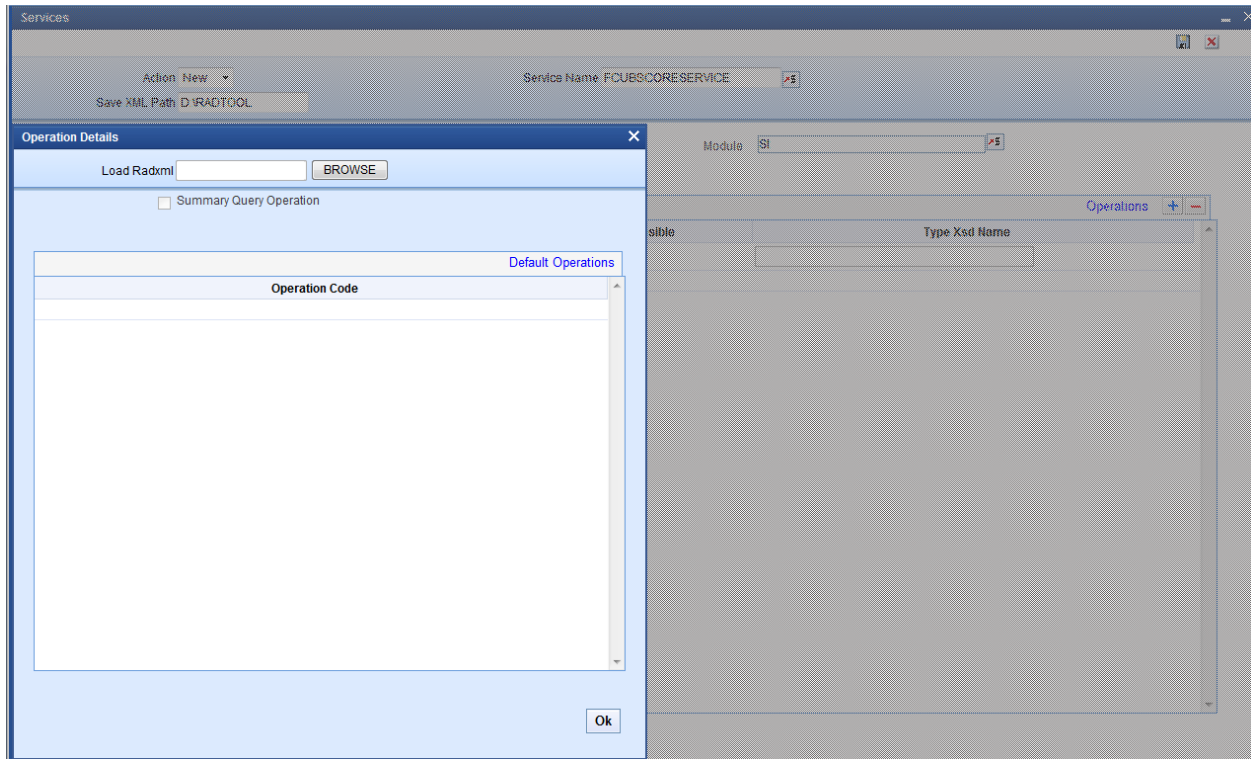 Services
Action New
Service Name FCUBSCORESERVICE
Save XML Path D:\RADTOOL
Operation Details
Module SI
Load Radxml BROWSE
Summary Query Operation
Operations
sible
Type Xsd Name
Default Operations
Operation Code
Ok